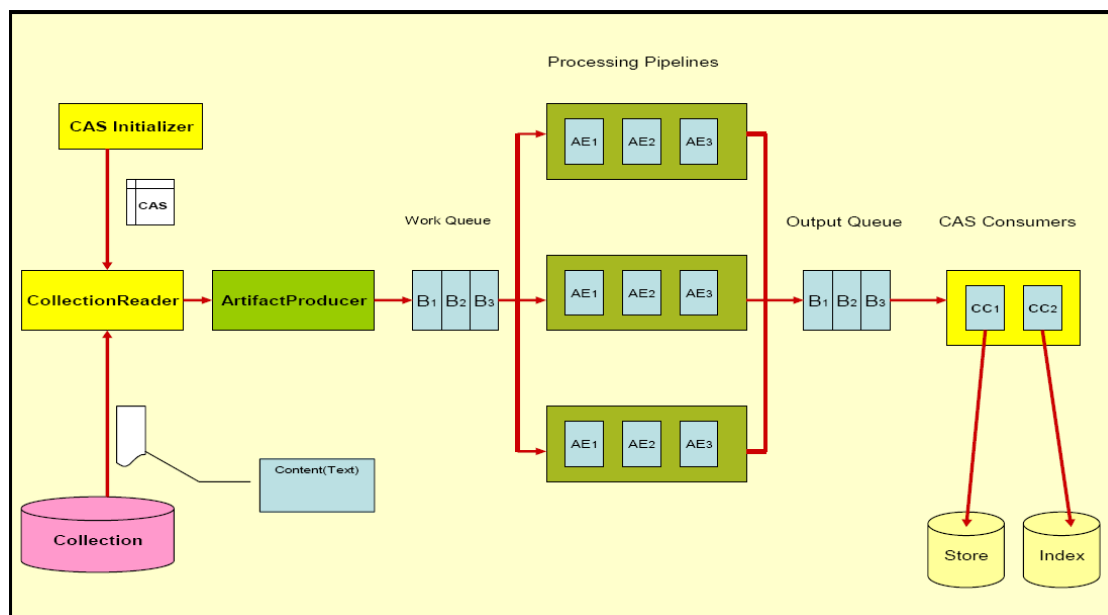 Processing Pipelines
CAS Initializer
AE1 AE2 AE3
CAS
Work Queue
Output Queue
CAS Consumers
CollectionReader
ArtifactProducer
B1 B2 B3
AE1 AE2 AE3
B1 B2 B3
CC1 CC2
AE1 AE2 AE3
Content(Text)
Collection
Store
Index